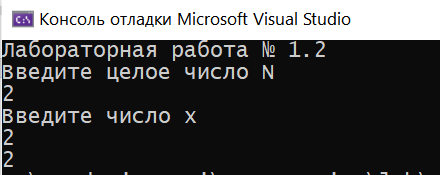 Консоль отладки Microsoft Visual Studio
Лабораторная работа № 1.2
Введите целое число N
2
Введите число x
2
2